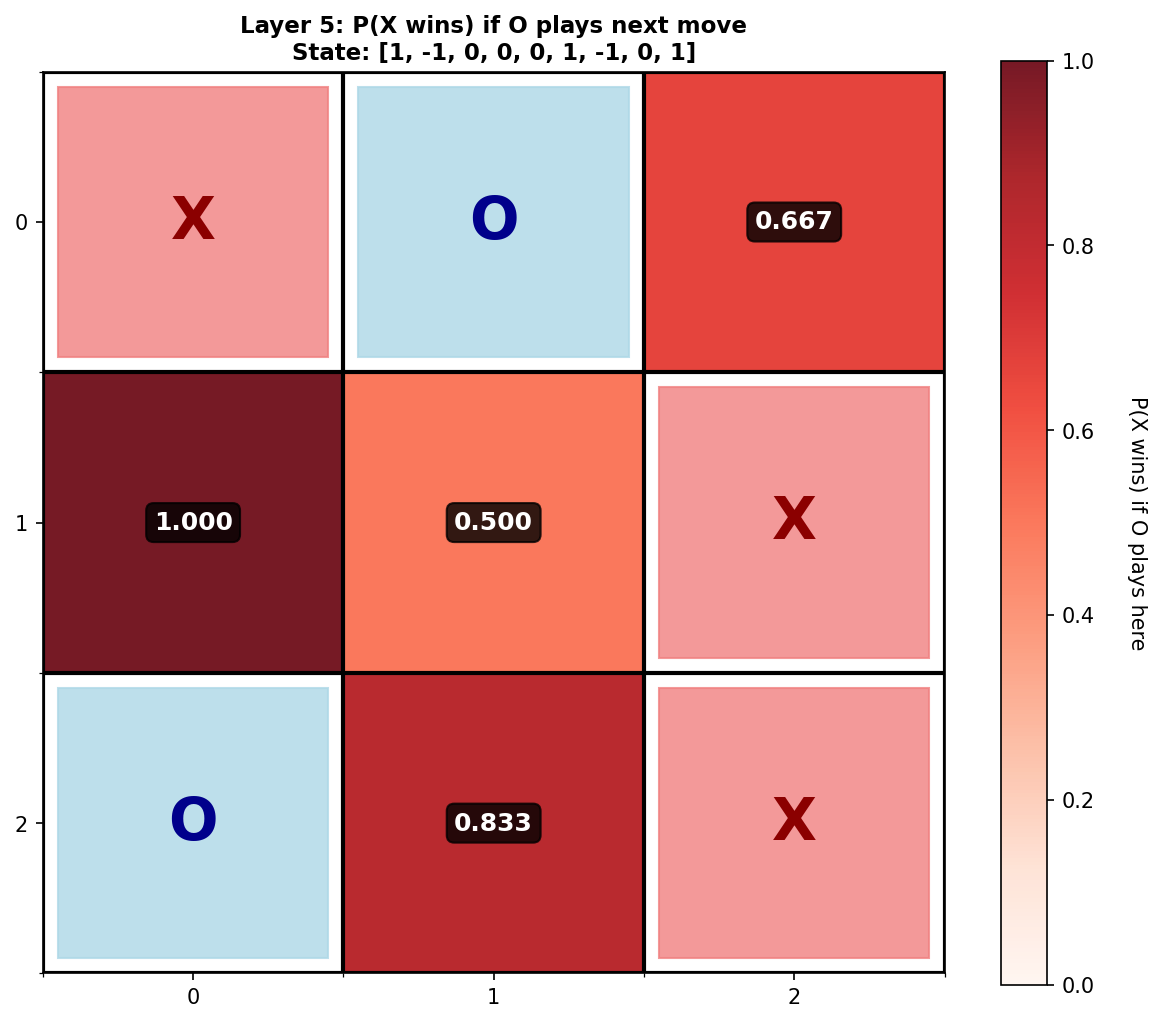 Layer 5: P(X wins) if O plays next move
State: [1, -1, 0, 0, 0, 1, -1, 0, 1]
0
X
O
0.667
1
1.000
0.500
X
2
O
0.833
X
0
1
2
1.0
0.8
0.6
0.4
0.2
0.0
P(X wins) if O plays here